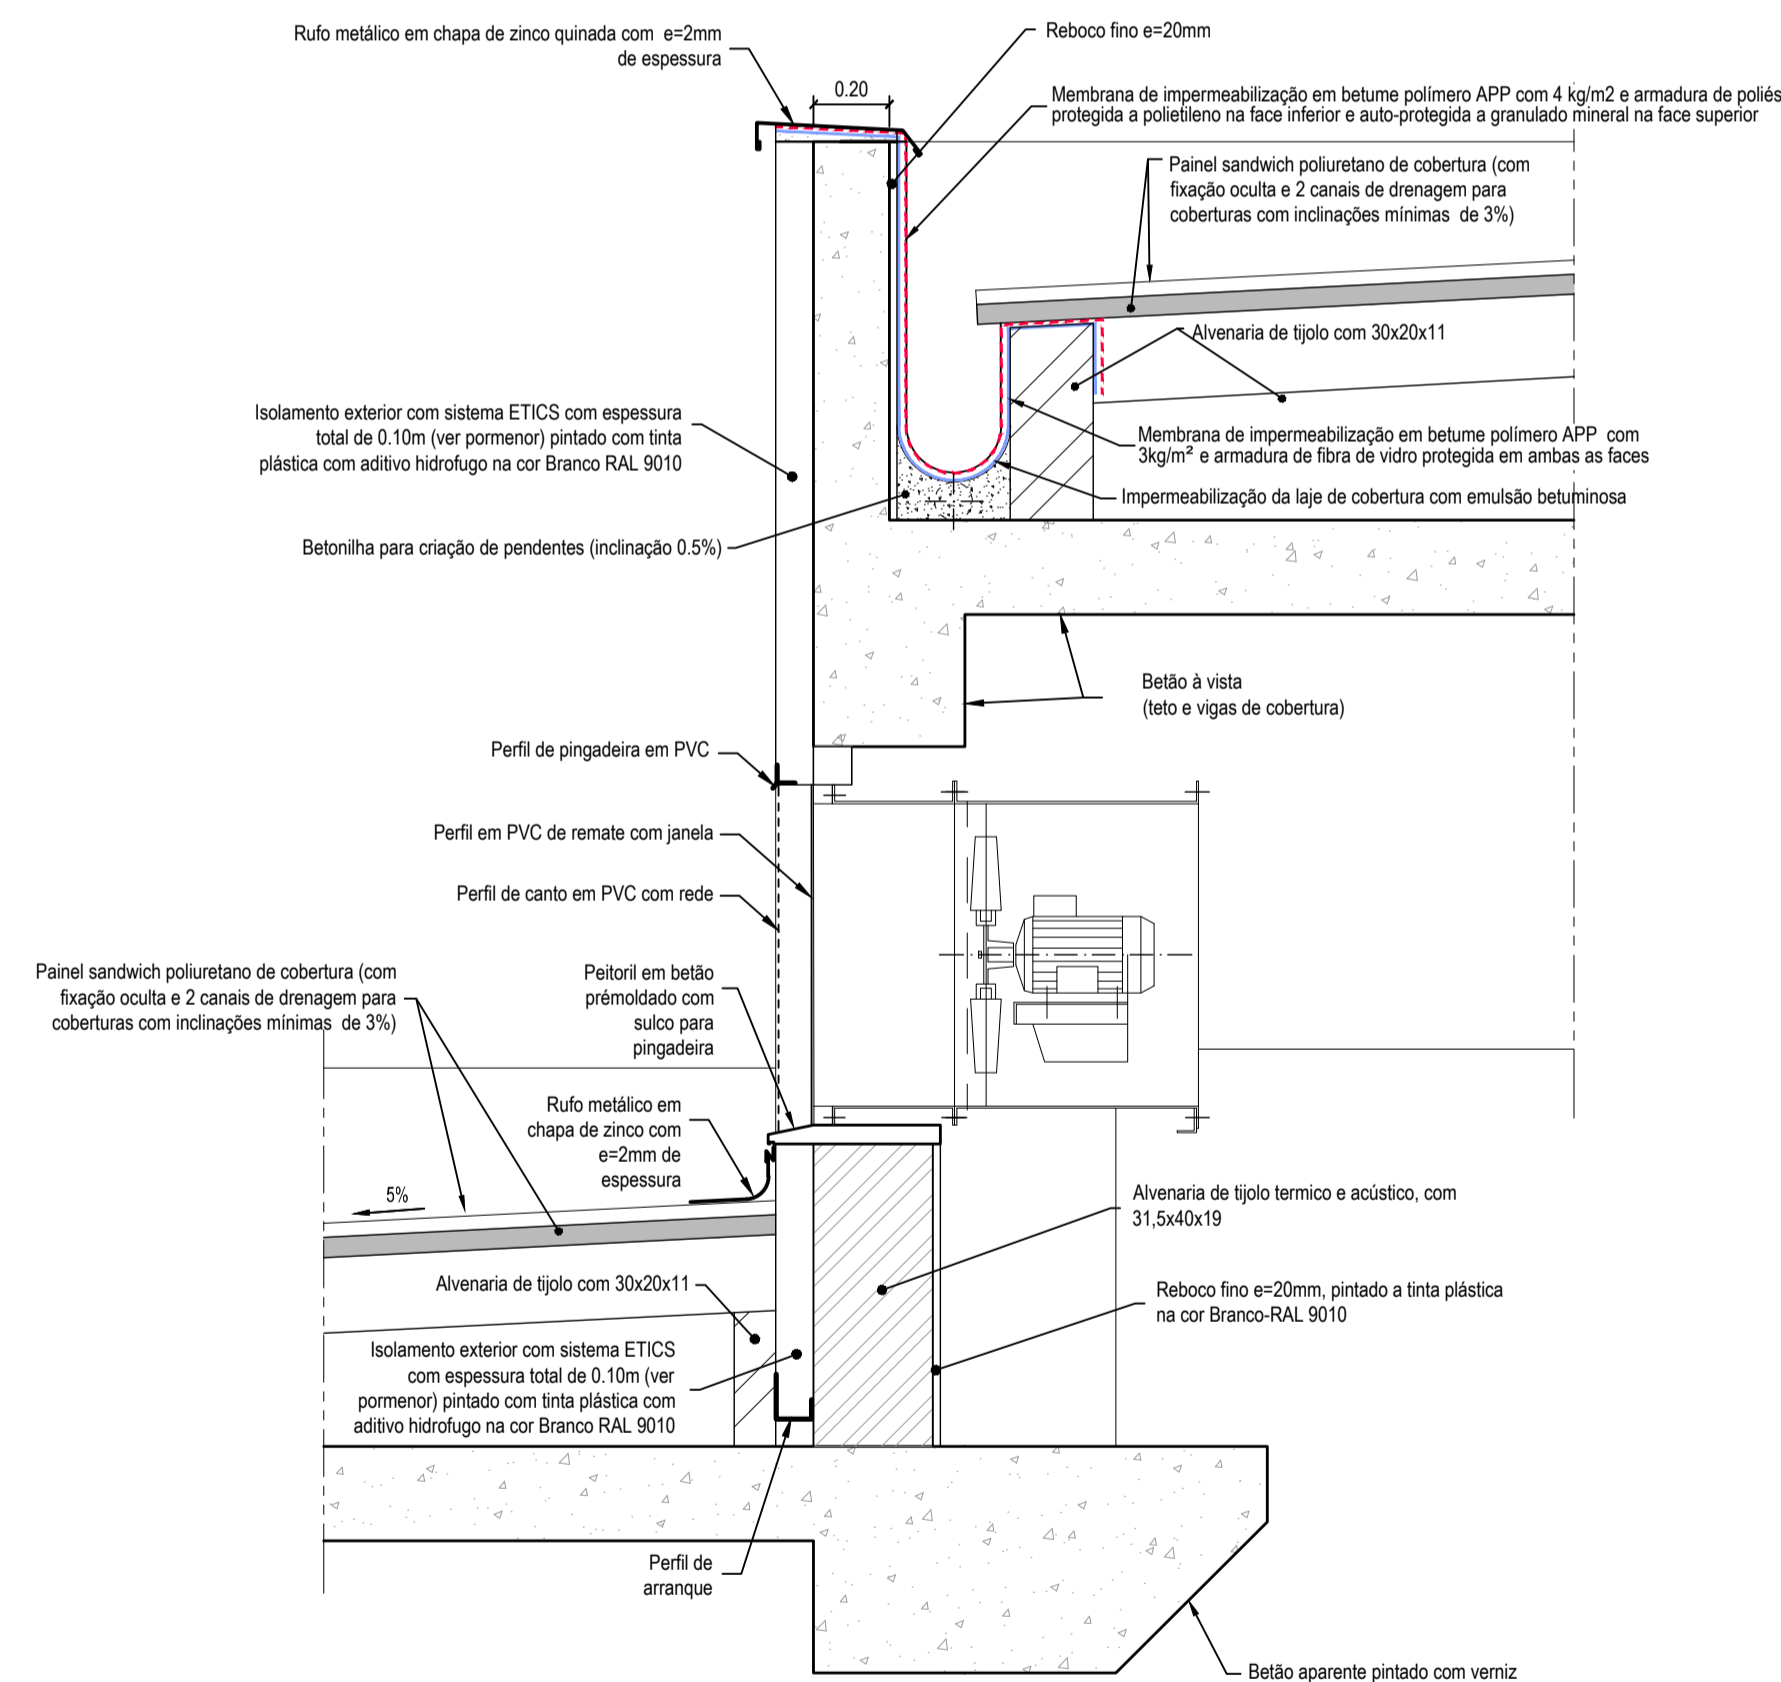 Rufo metálico em chapa de zinco quinada com e=2mm
de espessura
Reboco fino e=20mm
0.20
Membrana de impermeabilização em betume polímero APP com 4 kg/m2 e armadura de poliés
protegida a polietileno na face inferior e auto-protegida a granulado mineral na face superior
Painel sandwich poliuretano de cobertura (com
fixação oculta e 2 canais de drenagem para
coberturas com inclinações mínimas de 3%)
Alvenaria de tijolo com 30x20x11
Isolamento exterior com sistema ETICS com espessura
total de 0.10m (ver pormenor) pintado com tinta
plástica com aditivo hidrofugo na cor Branco RAL 9010
Membrana de impermeabilização em betume polímero APP com
3kg/m² e armadura de fibra de vidro protegida em ambas as faces
Impermeabilização da laje de cobertura com emulsão betuminosa
Betonilha para criação de pendentes (inclinação 0.5%)
Betão à vista
(teto e vigas de cobertura)
Perfil de pingadeira em PVC
Perfil em PVC de remate com janela
Perfil de canto em PVC com rede
Painel sandwich poliuretano de cobertura (com
fixação oculta e 2 canais de drenagem para
coberturas com inclinações mínimas de 3%)
Peitoril em betão
prémoldado com
sulco para
pingadeira
Rufo metálico em
chapa de zinco com
e=2mm de
espessura
5%
Alvenaria de tijolo termico e acústico, com
31,5x40x19
Alvenaria de tijolo com 30x20x11
Reboco fino e=20mm, pintado a tinta plástica
na cor Branco-RAL 9010
Isolamento exterior com sistema ETICS
com espessura total de 0.10m (ver
pormenor) pintado com tinta plástica com
aditivo hidrofugo na cor Branco RAL 9010
Perfil de
arranque
Betão aparente pintado com verniz